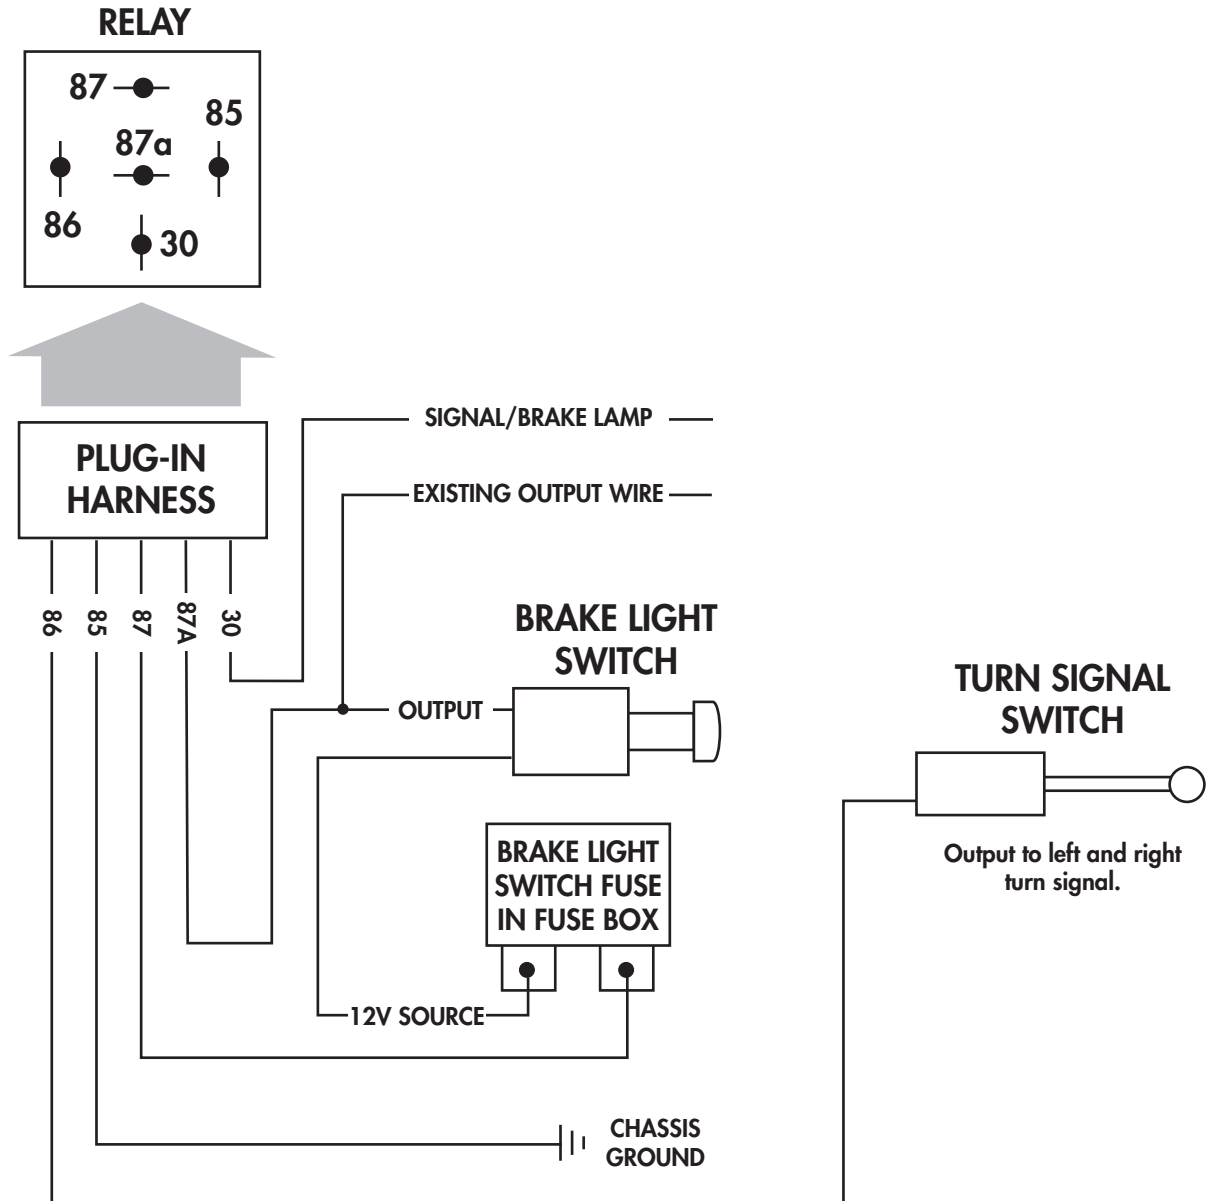 RELAY
87
85
87a
86
30
PLUG-IN
HARNESS
SIGNAL/BRAKE LAMP
EXISTING OUTPUT WIRE
86
85
87
87A
30
BRAKE LIGHT
SWITCH
OUTPUT
TURN SIGNAL
SWITCH
Output to left and right
turn signal.
BRAKE LIGHT
SWITCH FUSE
IN FUSE BOX
12V SOURCE
CHASSIS
GROUND